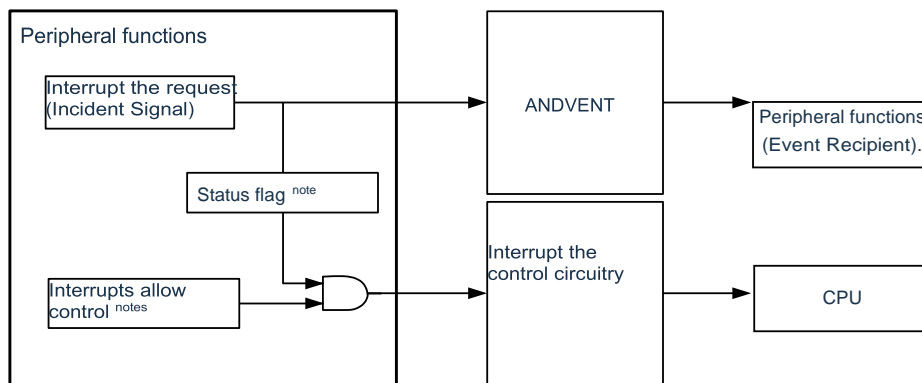 Peripheral functions
Interrupt the request
(Incident Signal)
ANDVENT
Peripheral functions
(Event Recipient).
Status flag note
Interrupt the
control circuitry
Interrupts allow
control notes
CPU